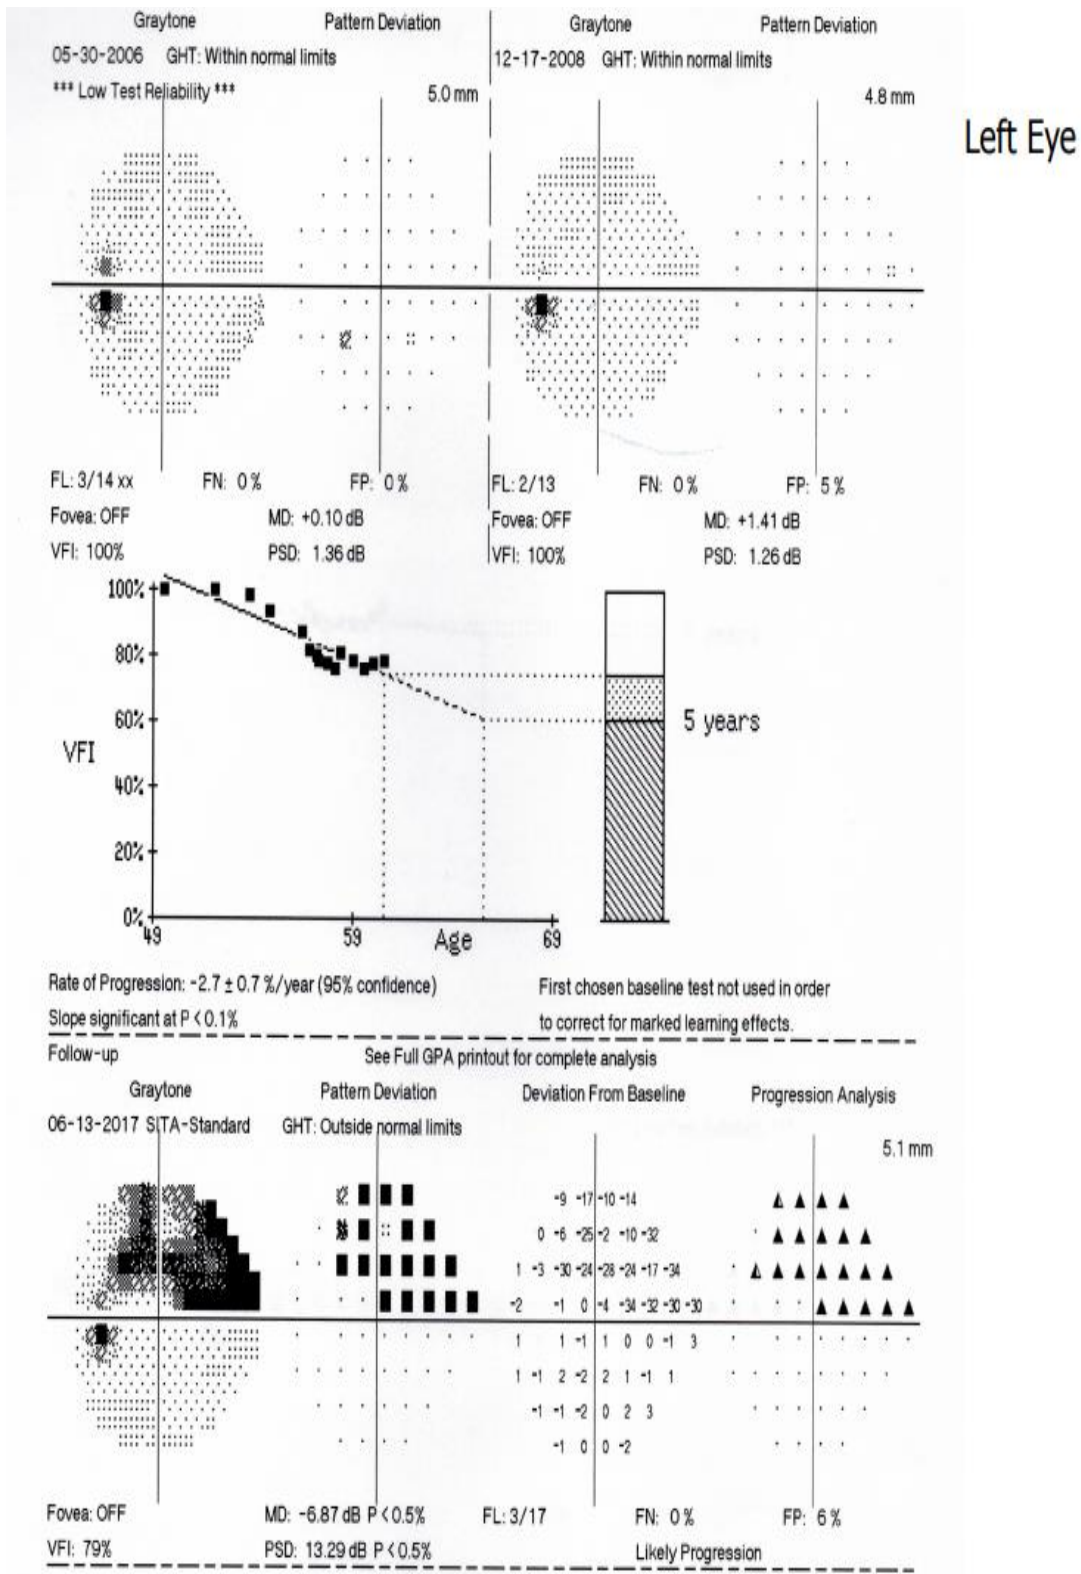 Graytone Pattern Deviation Graytone Pattern Deviation
05-30-2006 GHT: Within normal limits 12-17-2008 GHT: Within normal limits
*** Low Test Reliability *** 5.0 mm 4.8 mm
Left Eye
FL: 3/14 xx FN: 0 % FP: 0 % FL: 2/13 FN: 0 % FP: 5 %
Fovea: OFF MD: +0.10 dB Fovea: OFF MD: +1.41 dB
VFI: 100% PSD: 1.36 dB VFI: 100% PSD: 1.26 dB
100%
80%
60% 5 years
VFI
40%
20%
0%
49 59 Age 69
Rate of Progression: -2.7 ± 0.7 %/year (95% confidence) First chosen baseline test not used in order
Slope significant at P < 0.1% to correct for marked learning effects.
Follow-up See Full GPA printout for complete analysis
Graytone Pattern Deviation Deviation From Baseline Progression Analysis
06-13-2017 SITA-Standard GHT: Outside normal limits
5.1 mm
-9 -17 -10 -14
0 -6 -25 -2 -10 -32
1 -3 -30 -24 -28 -24 -17 -34
-2 -1 0 -4 -34 -32 -30 -30
1 1 -1 1 0 0 -1 3
1 -1 2 -2 2 1 -1 1
-1 -1 -2 0 2 3
-1 0 0 -2
Fovea: OFF MD: -6.87 dB P < 0.5% FL: 3/17 FN: 0 % FP: 6 %
VFI: 79% PSD: 13.29 dB P < 0.5% Likely Progression